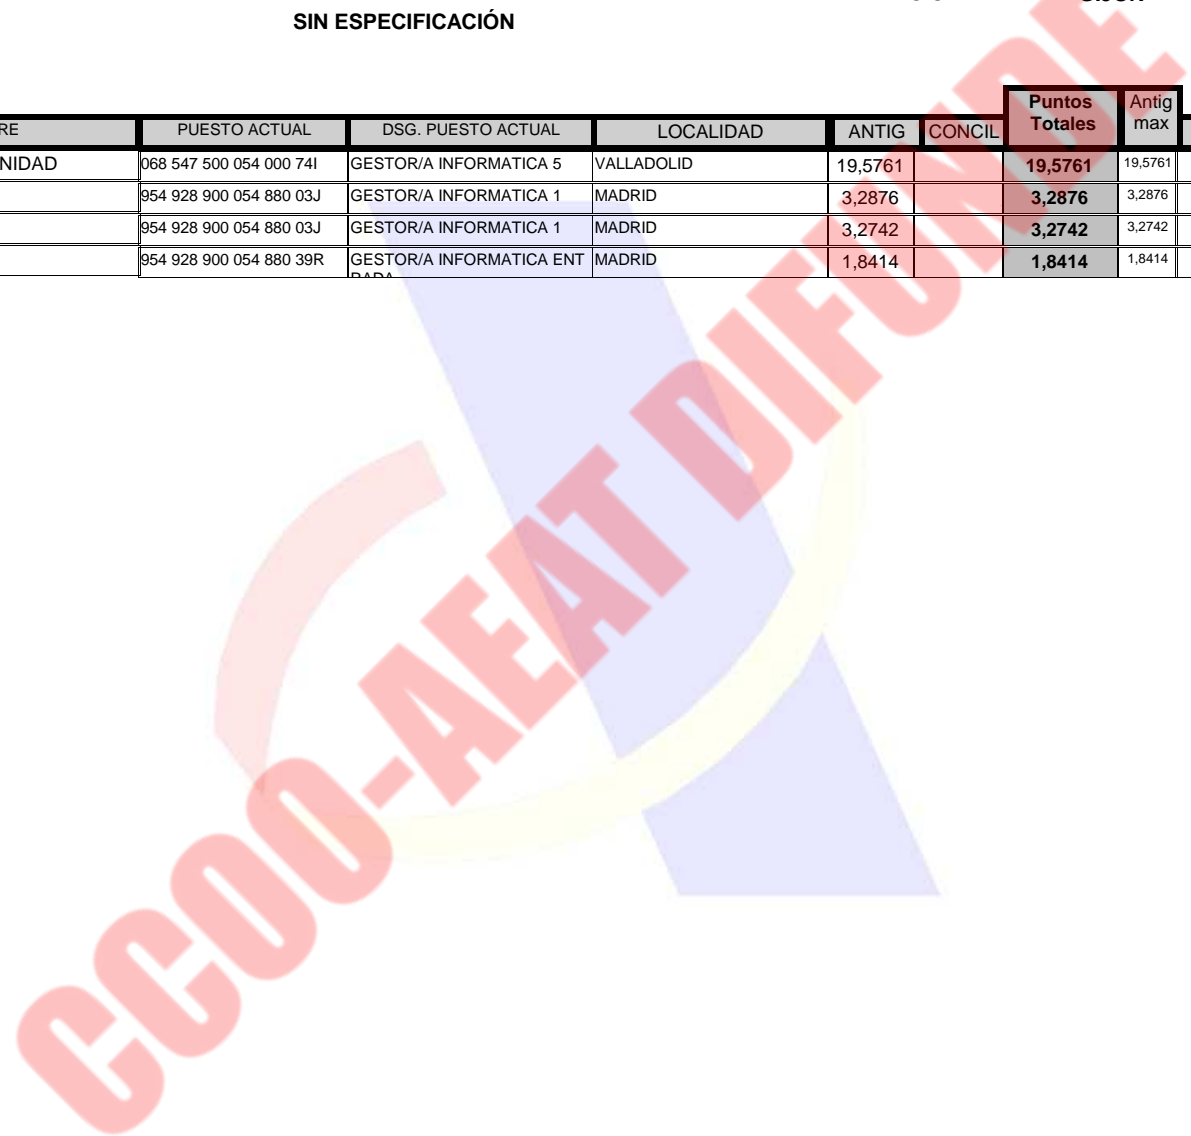 SIN ESPECIFICACIÓN
Puntos Totales Antig max
RE PUESTO ACTUAL DSG. PUESTO ACTUAL LOCALIDAD ANTIG CONCIL
NIDAD 068 547 500 054 000 74I GESTOR/A INFORMATICA 5 VALLADOLID 19,5761 19,5761 19,5761
954 928 900 054 880 03J GESTOR/A INFORMATICA 1 MADRID 3,2876 3,2876 3,2876
954 928 900 054 880 03J GESTOR/A INFORMATICA 1 MADRID 3,2742 3,2742 3,2742
954 928 900 054 880 39R GESTOR/A INFORMATICA ENT MADRID 1,8414 1,8414 1,8414
RADA
CCOO-AEAT DIFUNDE